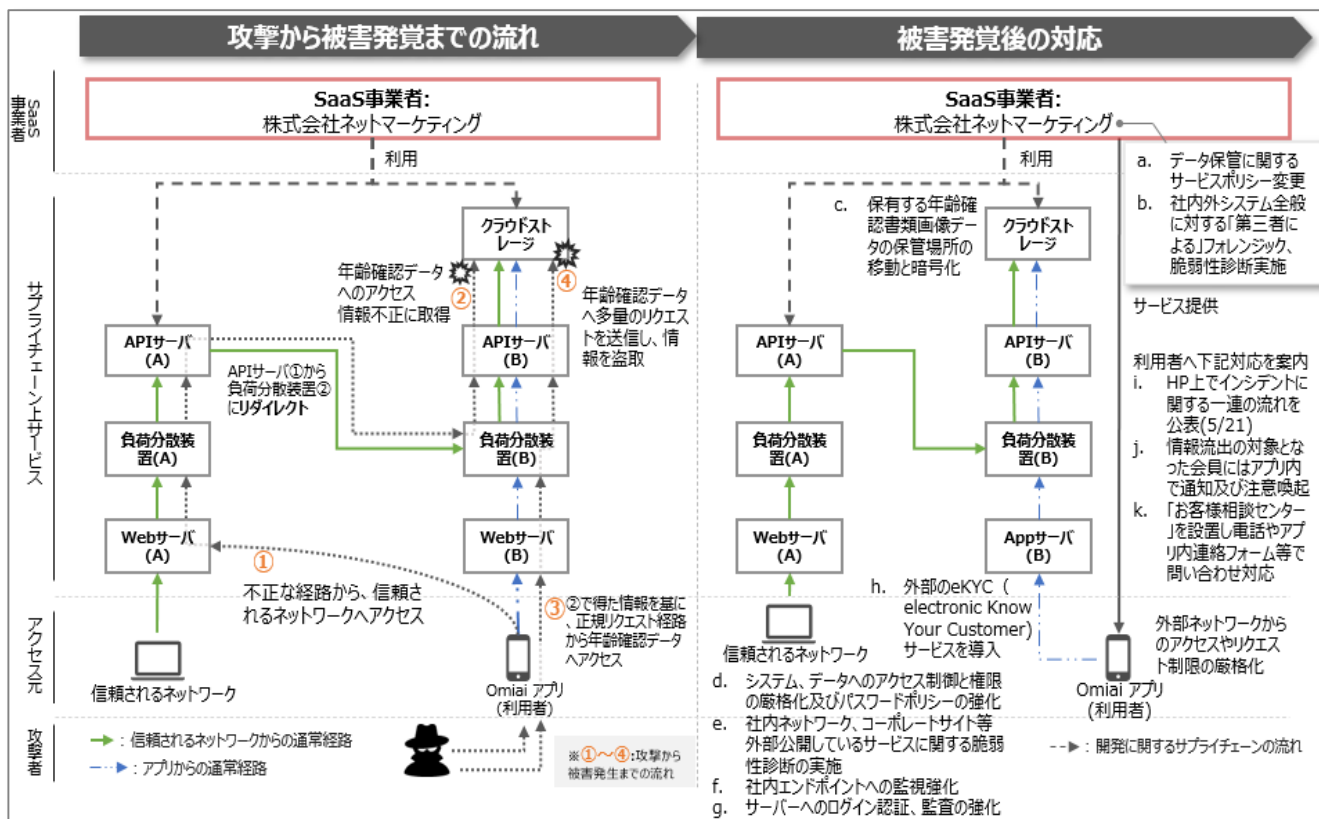 攻撃から被害発覚までの流れ
被害発覚後の対応
SaaS
事業者
SaaS事業者:
株式会社ネットマーケティング
利用
サプライチェーン上サービス
クラウドスト
レージ
年齢確認データ
へのアクセス
情報不正に取得
②
④
年齢確認データ
へ多量のリクエス
トを送信し、情
報を盗取
APIサーバ
(A)
APIサーバ
(B)
APIサーバ①から
負荷分散装置②
にリダイレクト
負荷分散装
置(A)
負荷分散装
置(B)
Webサーバ
(A)
Webサーバ
(B)
①
不正な経路から、信頼さ
れるネットワークへアクセス
③
②で得た情報を基に
、正規リクエスト経路
から年齢確認データ
へアクセス
アクセス元
信頼されるネットワーク
Omiai アプリ
(利用者)
攻撃者
: 信頼されるネットワークからの通常経路
: アプリからの通常経路
※①～④:攻撃から
被害発生までの流れ
SaaS事業者:
株式会社ネットマーケティング
利用
a. データ保管に関する
サービスポリシー変更
b. 社内外システム全般
に対する「第三者に
よる」フォレンジック、
脆弱性診断実施
c. 保有する年齢確
認書類画像デー
タの保管場所の
移動と暗号化
クラウドスト
レージ
サービス提供
APIサーバ
(A)
APIサーバ
(B)
利用者へ下記対応を案内
i. HP上でインシデントに
関する一連の流れを
公表(5/21)
j. 情報流出の対象とな
った会員にはアプリ内
で通知及び注意喚起
k. 「お客様相談センター
」を設置し電話やアプ
リ内連絡フォーム等で
問い合わせ対応
負荷分散装
置(A)
負荷分散装
置(B)
Webサーバ
(A)
Appサーバ
(B)
h. 外部のeKYC（
electronic Know
Your Customer)
サービスを導入
信頼されるネットワーク
外部ネットワークから
のアクセスやリクエス
ト制限の厳格化
Omiai アプリ
(利用者)
d. システム、データへのアクセス制御と権限
の厳格化及びパスワードポリシーの強化
e. 社内ネットワーク、コーポレートサイト等
外部公開しているサービスに関する脆弱
性診断の実施
f. 社内エンドポイントへの監視強化
g. サーバーへのログイン認証、監査の強化
: 開発に関するサプライチェーンの流れ